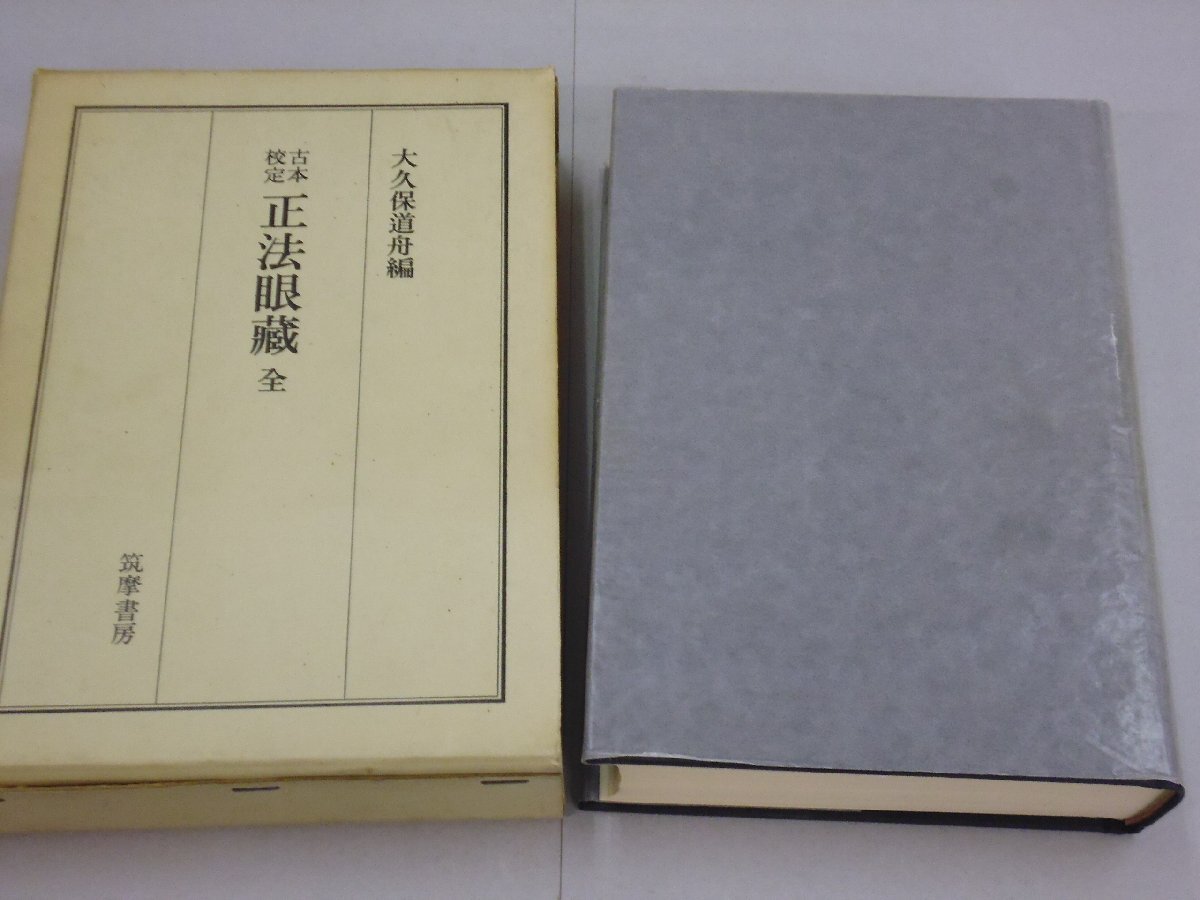 大久保道舟編
古本
校定
正法眼藏 全
筑摩書房